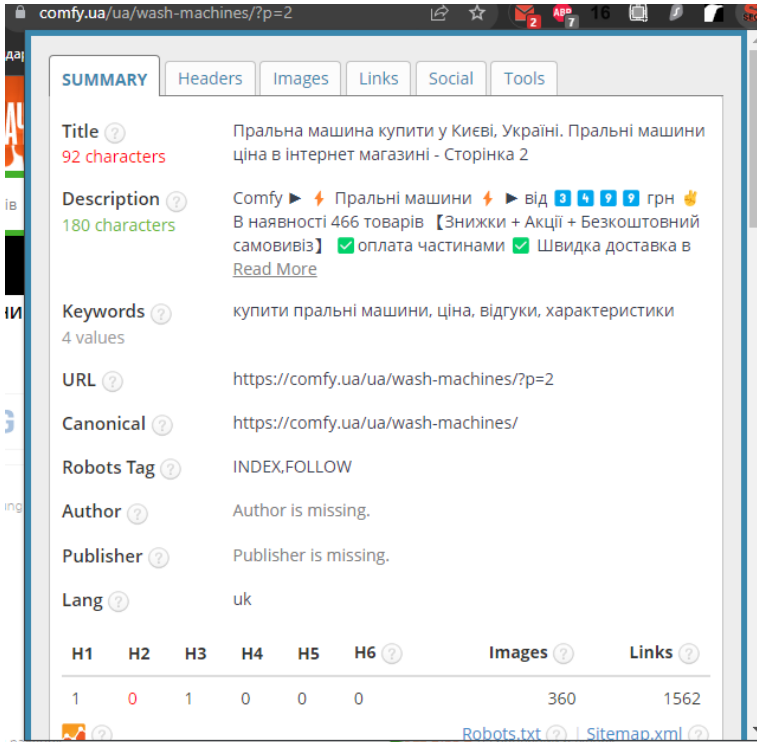 comfy.ua/ua/wash-machines/?p=2
2
ABP
7
16
SUMMARY Headers Images Links Social Tools
Title ?
92 characters
Пральна машина купити у Києві, Україні. Пральні машини
ціна в інтернет магазині - Сторінка 2
Description ?
180 characters
Comfy ► ⚡ Пральні машини ⚡ ► від 3️⃣4️⃣9️⃣9️⃣ грн ✌
В наявності 466 товарів 【Знижки + Акції + Безкоштовний
самовивіз】 ✅оплата частинами ✅ Швидка доставка в
Read More
Keywords ?
4 values
купити пральні машини, ціна, відгуки, характеристики
URL ?
https://comfy.ua/ua/wash-machines/?p=2
Canonical ?
https://comfy.ua/ua/wash-machines/
Robots Tag ?
INDEX,FOLLOW
Author ?
Author is missing.
Publisher ?
Publisher is missing.
Lang ?
uk
H1 H2 H3 H4 H5 H6 ? Images ? Links ?
1 0 1 0 0 0 360 1562
? Robots.txt ? | Sitemap.xml ?